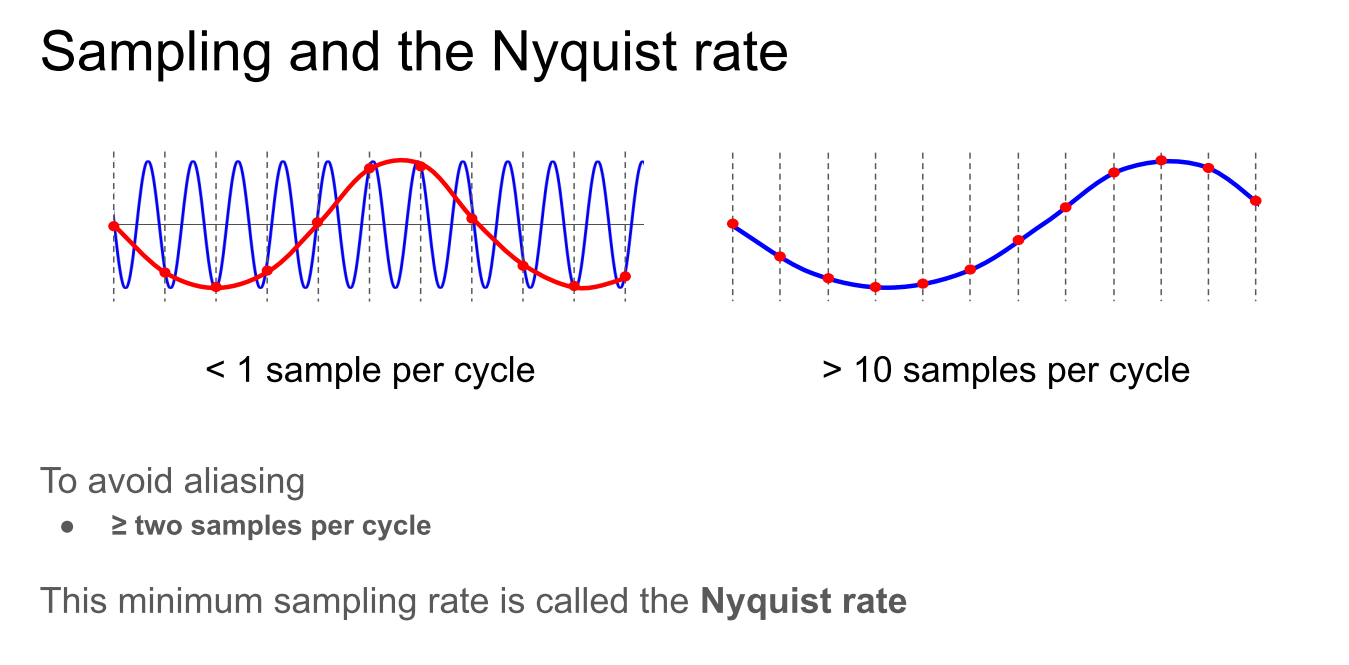 Sampling and the Nyquist rate
< 1 sample per cycle
> 10 samples per cycle
To avoid aliasing
● ≥ two samples per cycle
This minimum sampling rate is called the Nyquist rate